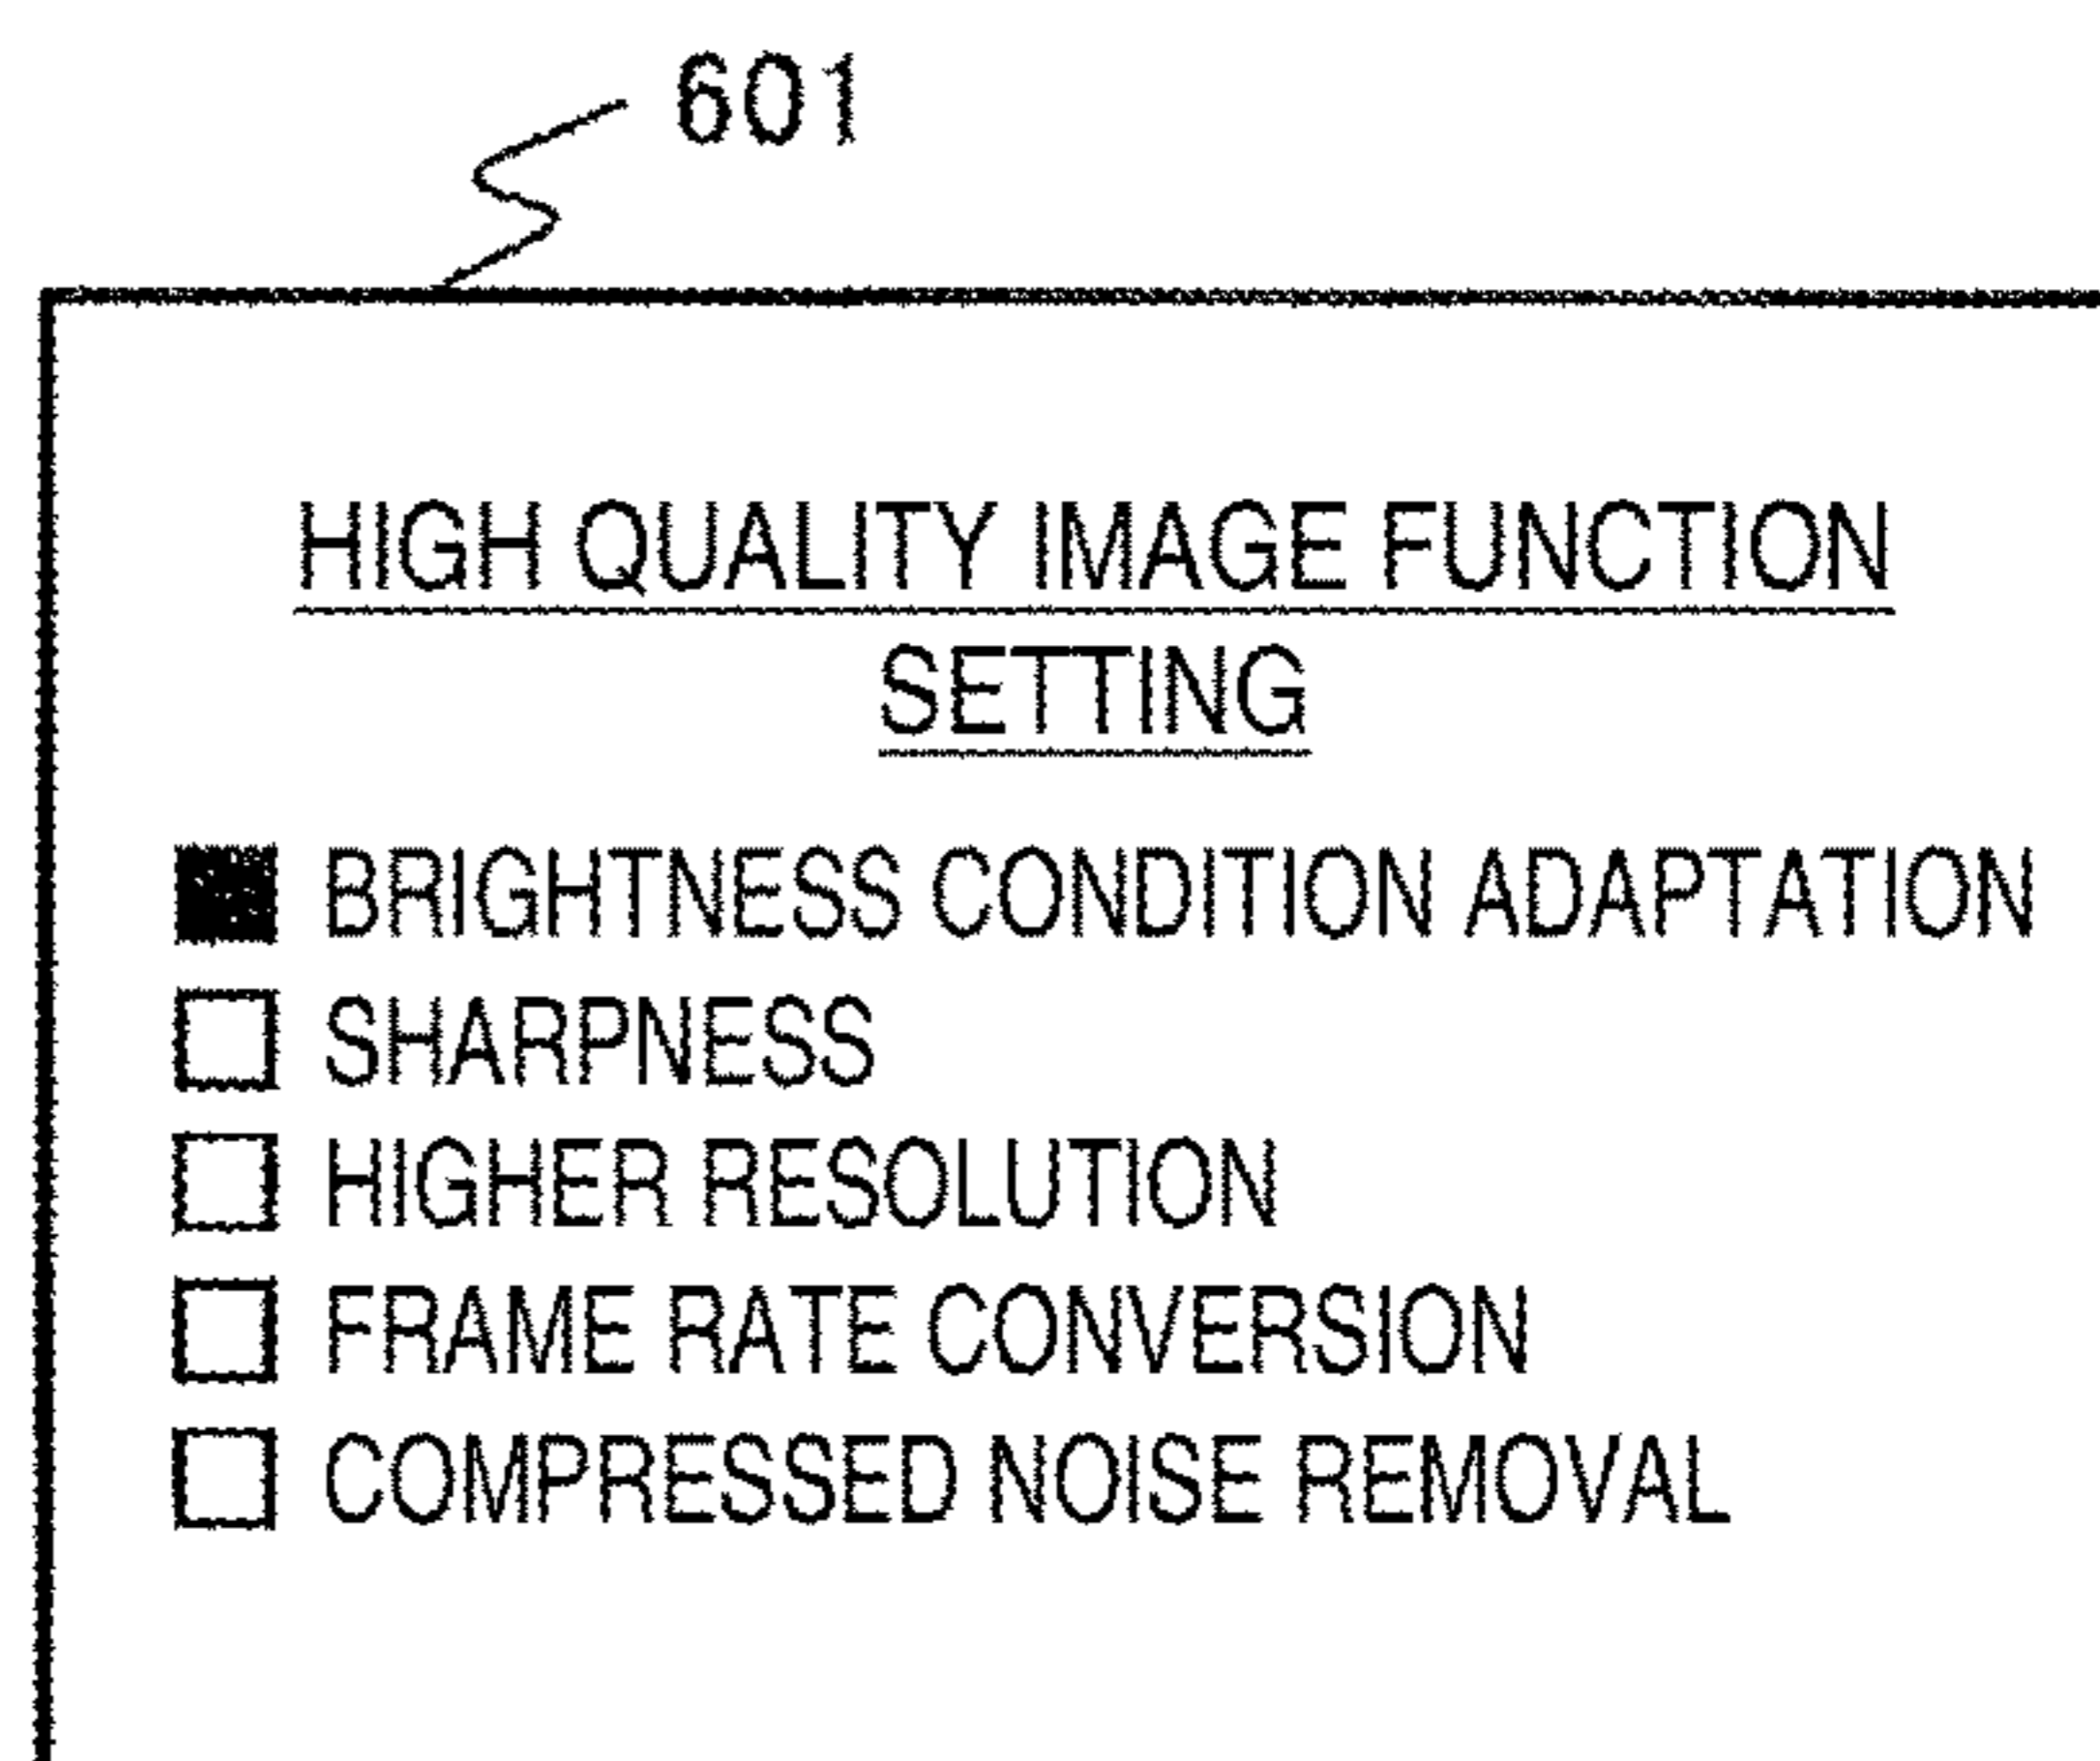 601
HIGH QUALITY IMAGE FUNCTION
SETTING
BRIGHTNESS CONDITION ADAPTATION
SHARPNESS
HIGHER RESOLUTION
FRAME RATE CONVERSION
COMPRESSED NOISE REMOVAL